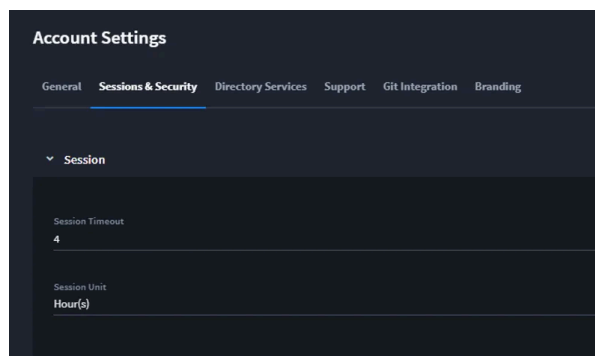 Account Settings
General Sessions & Security Directory Services Support Git Integration Branding
Session
Session Timeout
4
Session Unit
Hour(s)